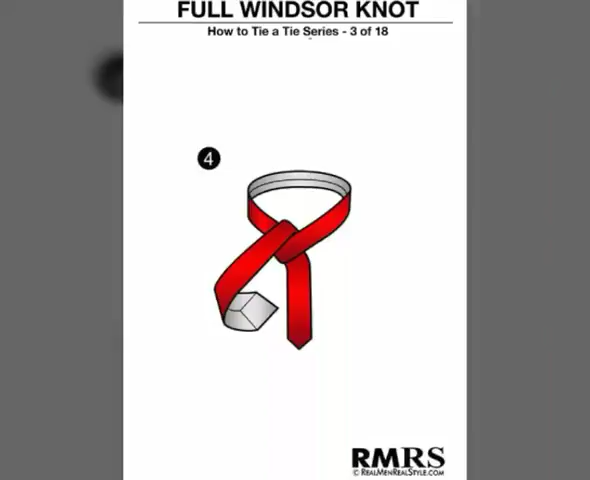 FULL WINDSOR KNOT
How to Tie a Tie Series - 3 of 18
4
RMRS
© REALMENREALSTYLE.COM